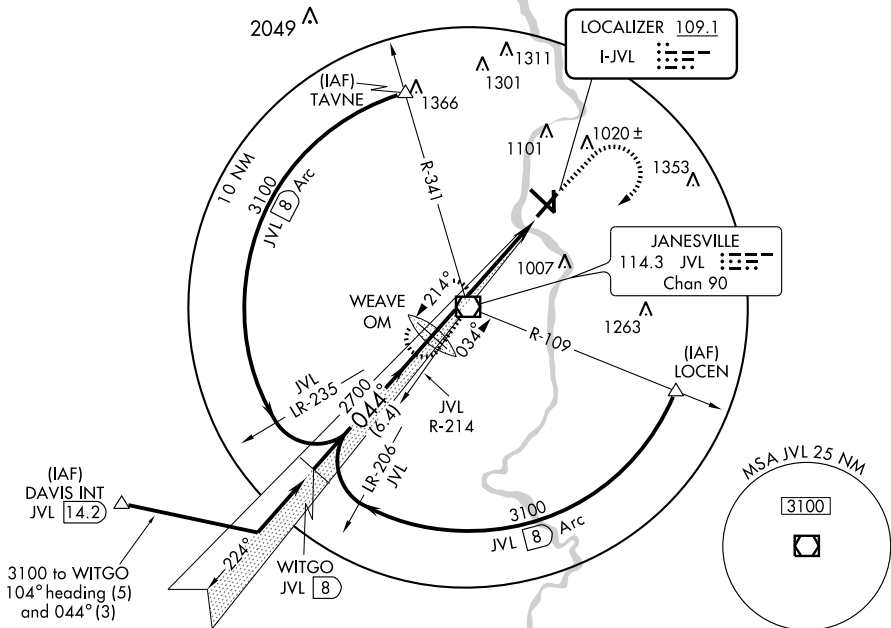 2049
LOCALIZER 109.1
I-JVL
1311
1301
(IAF)
TAVNE
1366
1101
1020 ±
1353
10 NM
3100
JVL 8 Arc
R-341
JANESVILLE
114.3 JVL
Chan 90
1007
1263
WEAVE
OM
214°
034°
R-109
(IAF)
LOCEN
JVL
LR-235
2700
044°
(6.4)
JVL
R-214
LR-206
JVL
(IAF)
DAVIS INT
JVL 14.2
3100
JVL 8 Arc
MSA JVL 25 NM
3100
224°
WITGO
JVL 8
3100 to WITGO
104° heading (5)
and 044° (3)